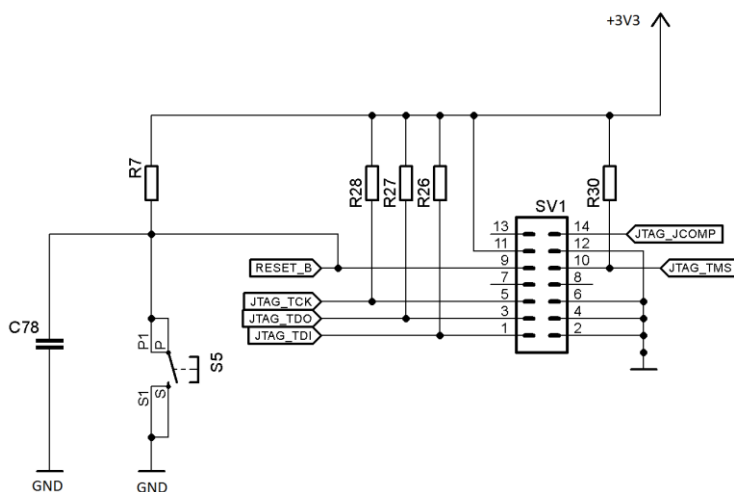 +3V3
R7
R28
R27
R26
R30
SV1
13
14
JTAG_JCOMP
11
12
RESET_B
9
10
JTAG_TMS
7
8
JTAG_TCK
5
6
JTAG_TDO
3
4
JTAG_TDI
1
2
C78
P1
P
S5
S1
S
GND
GND